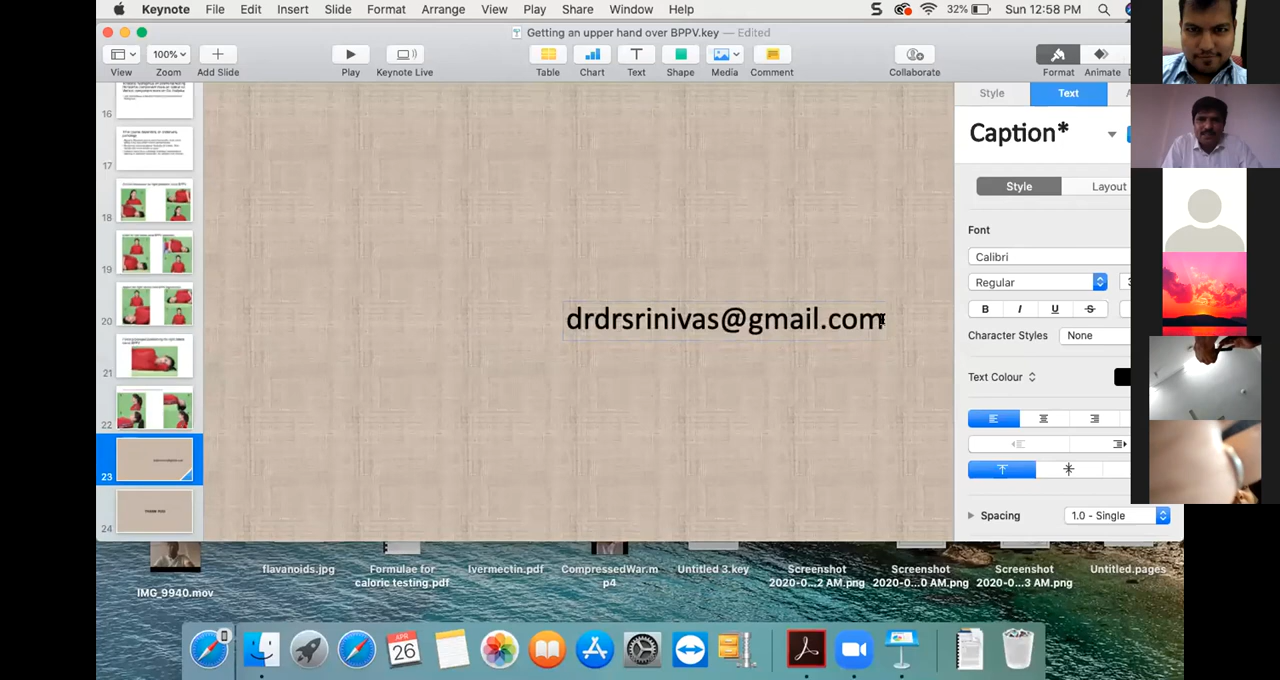 Keynote File Edit Insert Slide Format Arrange View Play Share Window Help 32% Sun 12:58 PM
Getting an upper hand over BPPV.key — Edited
100%
View Zoom Add Slide Play Keynote Live Table Chart Text Shape Media Comment Collaborate Format Animate
Style Text
Caption*
Style Layout
Font
Calibri
Regular
B I U S
Character Styles None
Text Colour
Spacing 1.0 - Single
16
17
18
19
20
21
22
23
24
THANK YOU
drdrsrinivas@gmail.com
IMG_9940.mov
flavanoids.jpg
Formulae for
caloric testing.pdf
Ivermectin.pdf
CompressedWar.m
p4
Untitled 3.key
Screenshot
2020-0...2 AM.png
Screenshot
2020-0...0 AM.png
Screenshot
2020-0...3 AM.png
Untitled.pages
APR
26